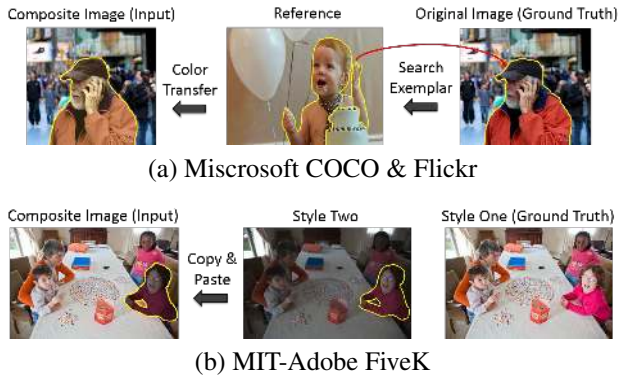 Composite Image (Input) Reference Original Image (Ground Truth)
Color Transfer Search Exemplar
(a) Miscrosoft COCO & Flickr
Composite Image (Input) Style Two Style One (Ground Truth)
Copy & Paste
(b) MIT-Adobe FiveK